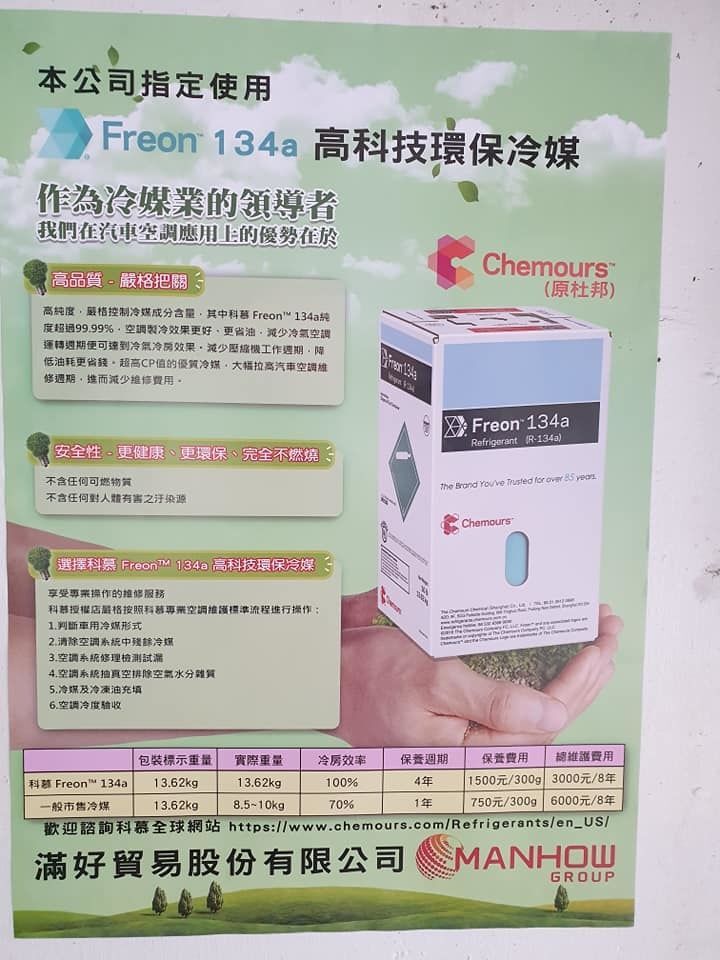 本公司指定使用
Freon™ 134a 高科技環保冷媒
作為冷媒業的領導者
我們在汽車空調應用上的優勢在於
Chemours™
(原杜邦)
高品質-嚴格把關
高純度，嚴格控制冷媒成分含量，其中科慕 Freon™ 134a純
度超過99.99%，空調製冷效果更好，更省油，減少冷氣空調
運轉週期便可達到冷氣冷房效果。減少壓縮機工作週期，降
低油耗更省錢。超高CP值的優質冷媒，大幅拉高汽車空調維
修週期，進而減少維修費用。
安全性-更健康、更環保、完全不燃燒
不含任何可燃物質
不含任何對人體有害之汙染源
選擇科慕 Freon™ 134a 高科技環保冷媒
享受專業操作的維修服務
科慕授權店嚴格按照科慕專業空調維護標準流程進行操作：
1.判斷車用冷煤形式
2.清除空調系統中殘餘冷媒
3.空調系統修理檢測試漏
4.空調系統抽真空排除空氣水分雜質
5.冷媒及冷凍油充填
6.空調冷度驗收
Freon™ 134a
Refrigerant (R-134a)
Freon™ 134a
Refrigerant (R-134a)
The Brand You've Trusted for over 85 years.
Chemours™
Chemours
包裝標示重量 實際重量 冷房效率 保養週期 保養費用 總維護費用
科慕 Freon™ 134a 13.62kg 13.62kg 100% 4年 1500元/300g 3000元/8年
一般市售冷媒 13.62kg 8.5~10kg 70% 1年 750元/300g 6000元/8年
歡迎諮詢科慕全球網站 https://www.chemours.com/Refrigerants/en_US/
滿好貿易股份有限公司 MANHOW
GROUP